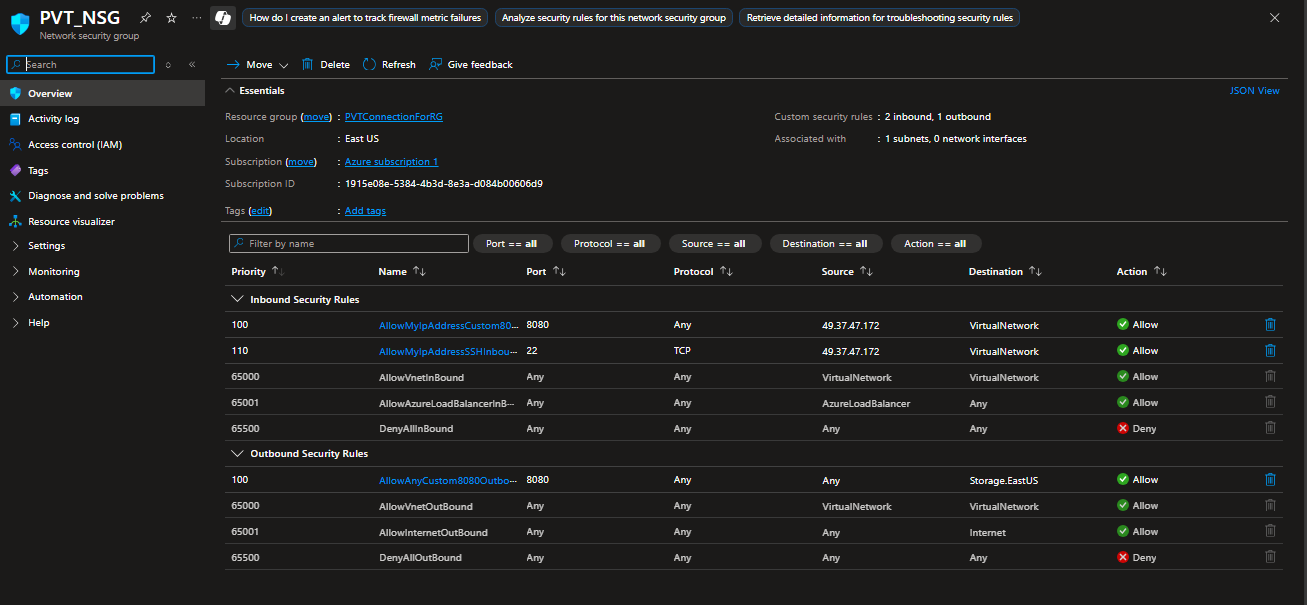 PVT_NSG
Network security group
How do I create an alert to track firewall metric failures
Analyze security rules for this network security group
Retrieve detailed information for troubleshooting security rules
Search
Overview
Activity log
Access control (IAM)
Tags
Diagnose and solve problems
Resource visualizer
Settings
Monitoring
Automation
Help
Move
Delete
Refresh
Give feedback
Essentials
JSON View
Resource group (move) : PVTConnectionForRG
Location : East US
Subscription (move) : Azure subscription 1
Subscription ID : 1915e08e-5384-4b3d-8e3a-d084b00606d9
Custom security rules : 2 inbound, 1 outbound
Associated with : 1 subnets, 0 network interfaces
Tags (edit) : Add tags
Filter by name Port == all Protocol == all Source == all Destination == all Action == all
Priority Name Port Protocol Source Destination Action
Inbound Security Rules
100 AllowMyIpAddressCustom80... 8080 Any 49.37.47.172 VirtualNetwork Allow
110 AllowMyIpAddressSSHInbou... 22 TCP 49.37.47.172 VirtualNetwork Allow
65000 AllowVnetInBound Any Any VirtualNetwork VirtualNetwork Allow
65001 AllowAzureLoadBalancerInB... Any Any AzureLoadBalancer Any Allow
65500 DenyAllInBound Any Any Any Any Deny
Outbound Security Rules
100 AllowAnyCustom8080Outbo... 8080 Any Any Storage.EastUS Allow
65000 AllowVnetOutBound Any Any VirtualNetwork VirtualNetwork Allow
65001 AllowInternetOutBound Any Any Any Internet Allow
65500 DenyAllOutBound Any Any Any Any Deny